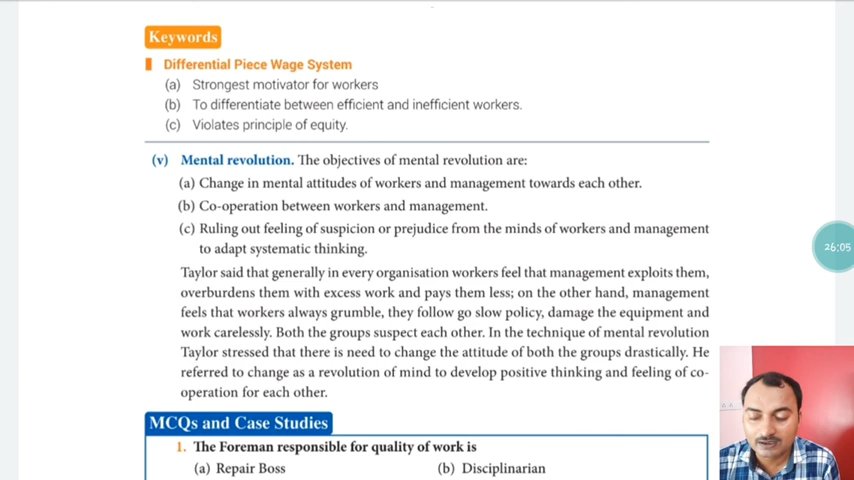 Keywords
Differential Piece Wage System
(a) Strongest motivator for workers
(b) To differentiate between efficient and inefficient workers.
(c) Violates principle of equity.
(v) Mental revolution. The objectives of mental revolution are:
(a) Change in mental attitudes of workers and management towards each other.
(b) Co-operation between workers and management.
(c) Ruling out feeling of suspicion or prejudice from the minds of workers and management
to adapt systematic thinking.
Taylor said that generally in every organisation workers feel that management exploits them,
overburdens them with excess work and pays them less; on the other hand, management
feels that workers always grumble, they follow go slow policy, damage the equipment and
work carelessly. Both the groups suspect each other. In the technique of mental revolution
Taylor stressed that there is need to change the attitude of both the groups drastically. He
referred to change as a revolution of mind to develop positive thinking and feeling of co-
operation for each other.
MCQs and Case Studies
1. The Foreman responsible for quality of work is
(a) Repair Boss (b) Disciplinarian
26:05